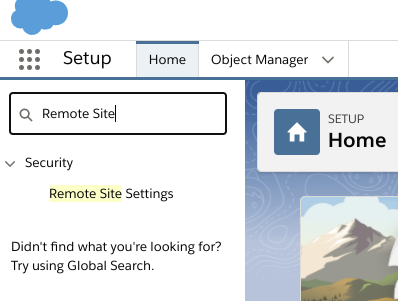 Setup
Home
Object Manager
Remote Site
SETUP
Home
Security
Remote Site Settings
Didn't find what you're looking for?
Try using Global Search.